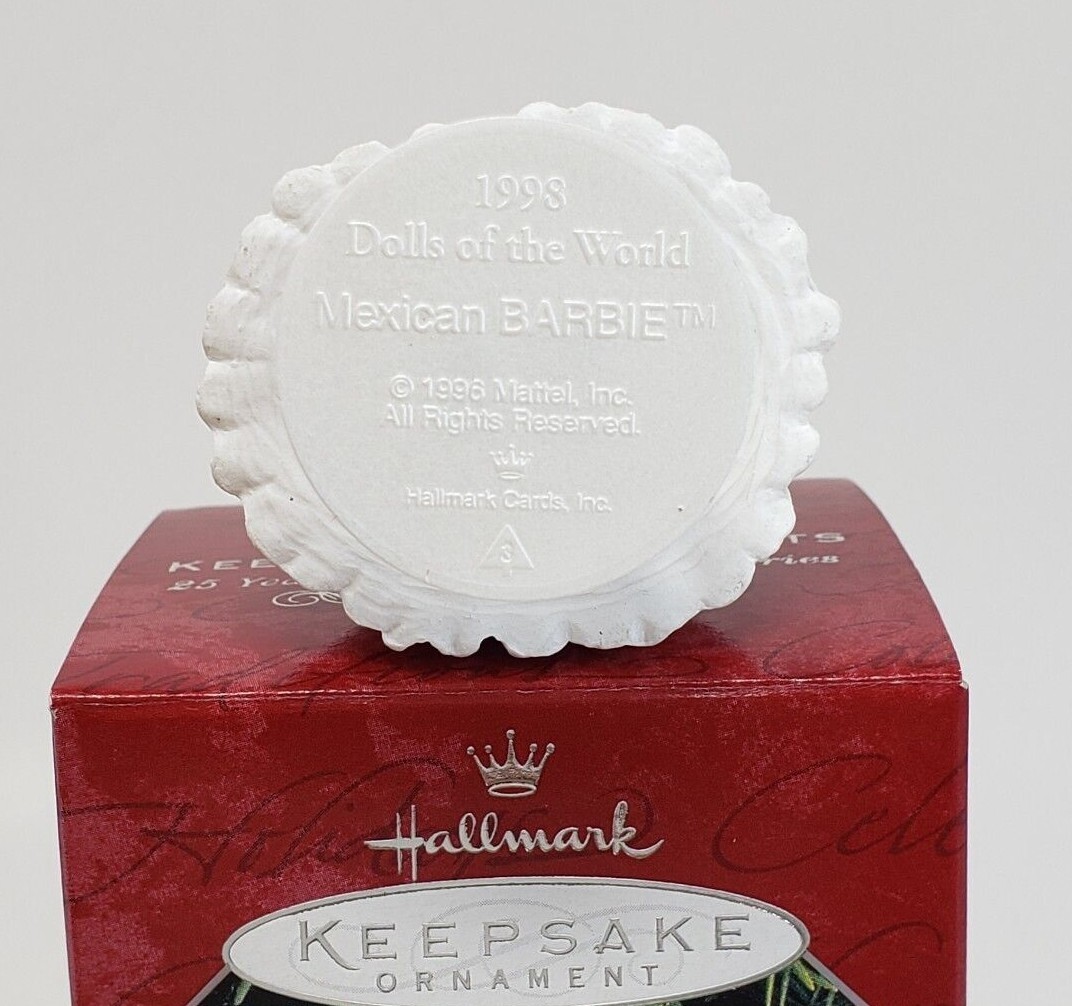 1998
Dolls of the World
Mexican BARBIE™
© 1996 Mattel, Inc.
All Rights Reserved.
Hallmark Cards, Inc.
3
25
Hallmark
KEEPSAKE
ORNAMENT